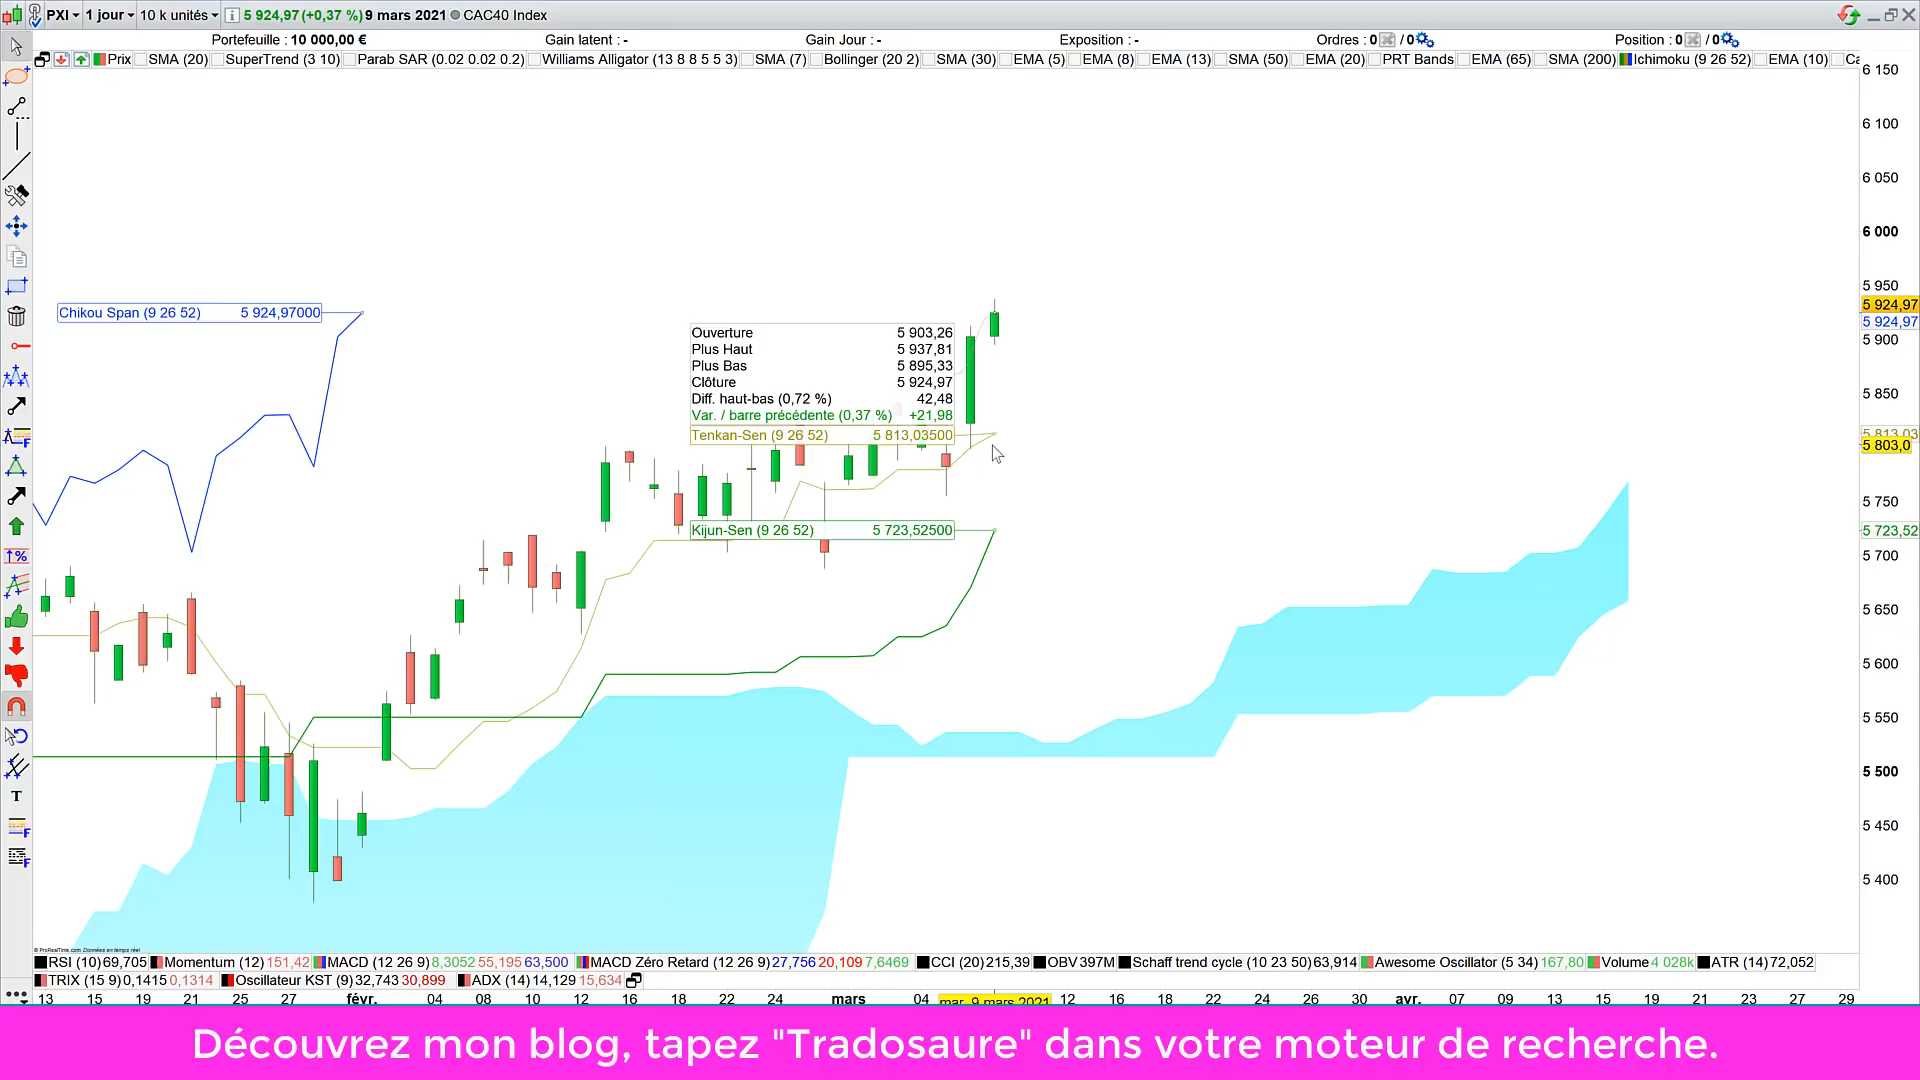 PXI 1 jour 10 k unités 5 924,97 (+0,37 %) 9 mars 2021 CAC40 Index
Portefeuille : 10 000,00 € Gain latent : - Gain Jour : - Exposition : - Ordres : 0 / 0 Position : 0 / 0
Prix SMA (20) SuperTrend (3 10) Parab SAR (0.02 0.02 0.2) Williams Alligator (13 8 8 5 5 3) SMA (7) Bollinger (20 2) SMA (30) EMA (5) EMA (8) EMA (13) SMA (50) EMA (20) PRT Bands EMA (65) SMA (200) Ichimoku (9 26 52) EMA (10) Ca
6 150
6 100
6 050
6 000
5 950
5 924,97
5 924,97
5 900
5 850
5 813,03
5 803,0
5 750
5 723,52
5 700
5 650
5 600
5 550
5 500
5 450
5 400
Chikou Span (9 26 52) 5 924,97000
Ouverture 5 903,26
Plus Haut 5 937,81
Plus Bas 5 895,33
Clôture 5 924,97
Diff. haut-bas (0,72 %) 42,48
Var. / barre précédente (0,37 %) +21,98
Tenkan-Sen (9 26 52) 5 813,03500
Kijun-Sen (9 26 52) 5 723,52500
© ProRealTime.com Données en temps réel
RSI (10) 69,705 Momentum (12) 151,42 MACD (12 26 9) 8,3052 55,195 63,500 MACD Zéro Retard (12 26 9) 27,756 20,109 7,6469 CCI (20) 215,39 OBV 397M Schaff trend cycle (10 23 50) 63,914 Awesome Oscillator (5 34) 167,80 Volume 4 028k ATR (14) 72,052
TRIX (15 9) 0,1415 0,1314 Oscillateur KST (9) 32,743 30,899 ADX (14) 14,129 15,634
13 15 19 21 25 27 févr. 04 08 10 12 16 18 22 24 mars 04 mar. 9 mars 2021 12 16 18 22 24 26 30 avr. 07 09 13 15 19 21 23 27 29
Découvrez mon blog, tapez "Tradosaure" dans votre moteur de recherche.